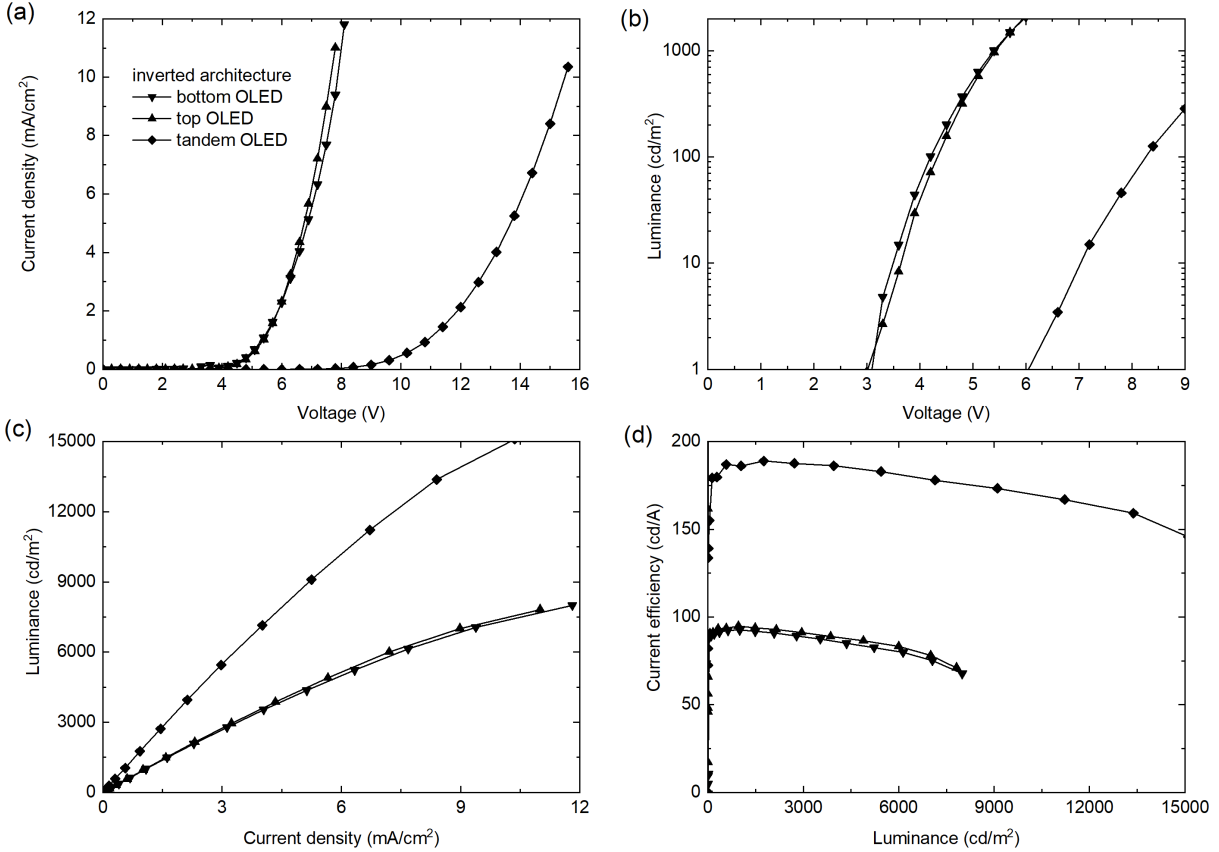 (a)
12
10
8
6
4
2
0
Current density (mA/cm²)
inverted architecture
bottom OLED
top OLED
tandem OLED
0 2 4 6 8 10 12 14 16
Voltage (V)
(b)
1000
100
10
1
Luminance (cd/m²)
0 1 2 3 4 5 6 7 8 9
Voltage (V)
(c)
15000
12000
9000
6000
3000
0
Luminance (cd/m²)
0 3 6 9 12
Current density (mA/cm²)
(d)
200
150
100
50
0
Current efficiency (cd/A)
0 3000 6000 9000 12000 15000
Luminance (cd/m²)